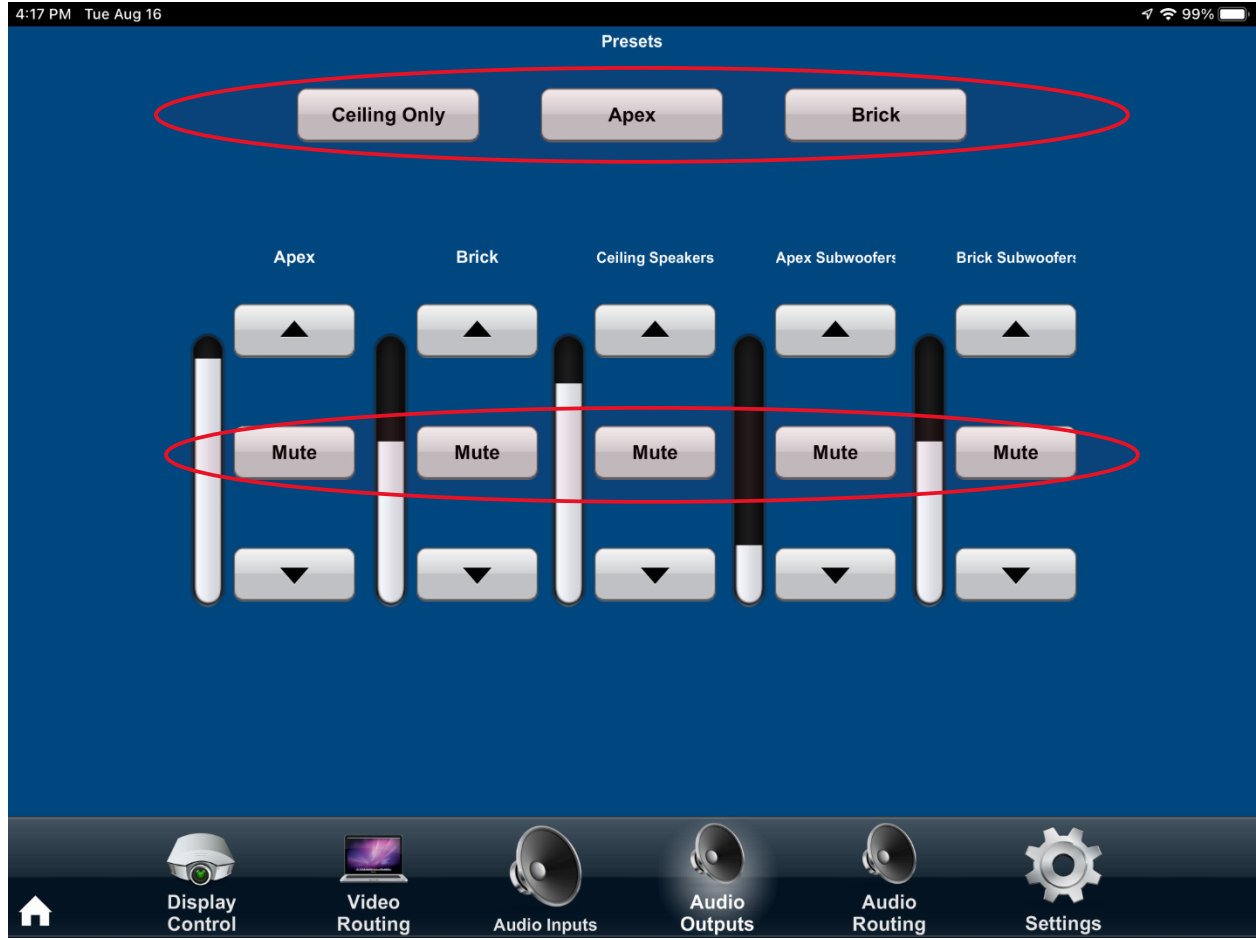 4:17 PM Tue Aug 16 99%
Presets
Ceiling Only Apex Brick
Apex Brick Ceiling Speakers Apex Subwoofers Brick Subwoofers
Mute Mute Mute Mute Mute
Display Control
Video Routing
Audio Inputs
Audio Outputs
Audio Routing
Settings